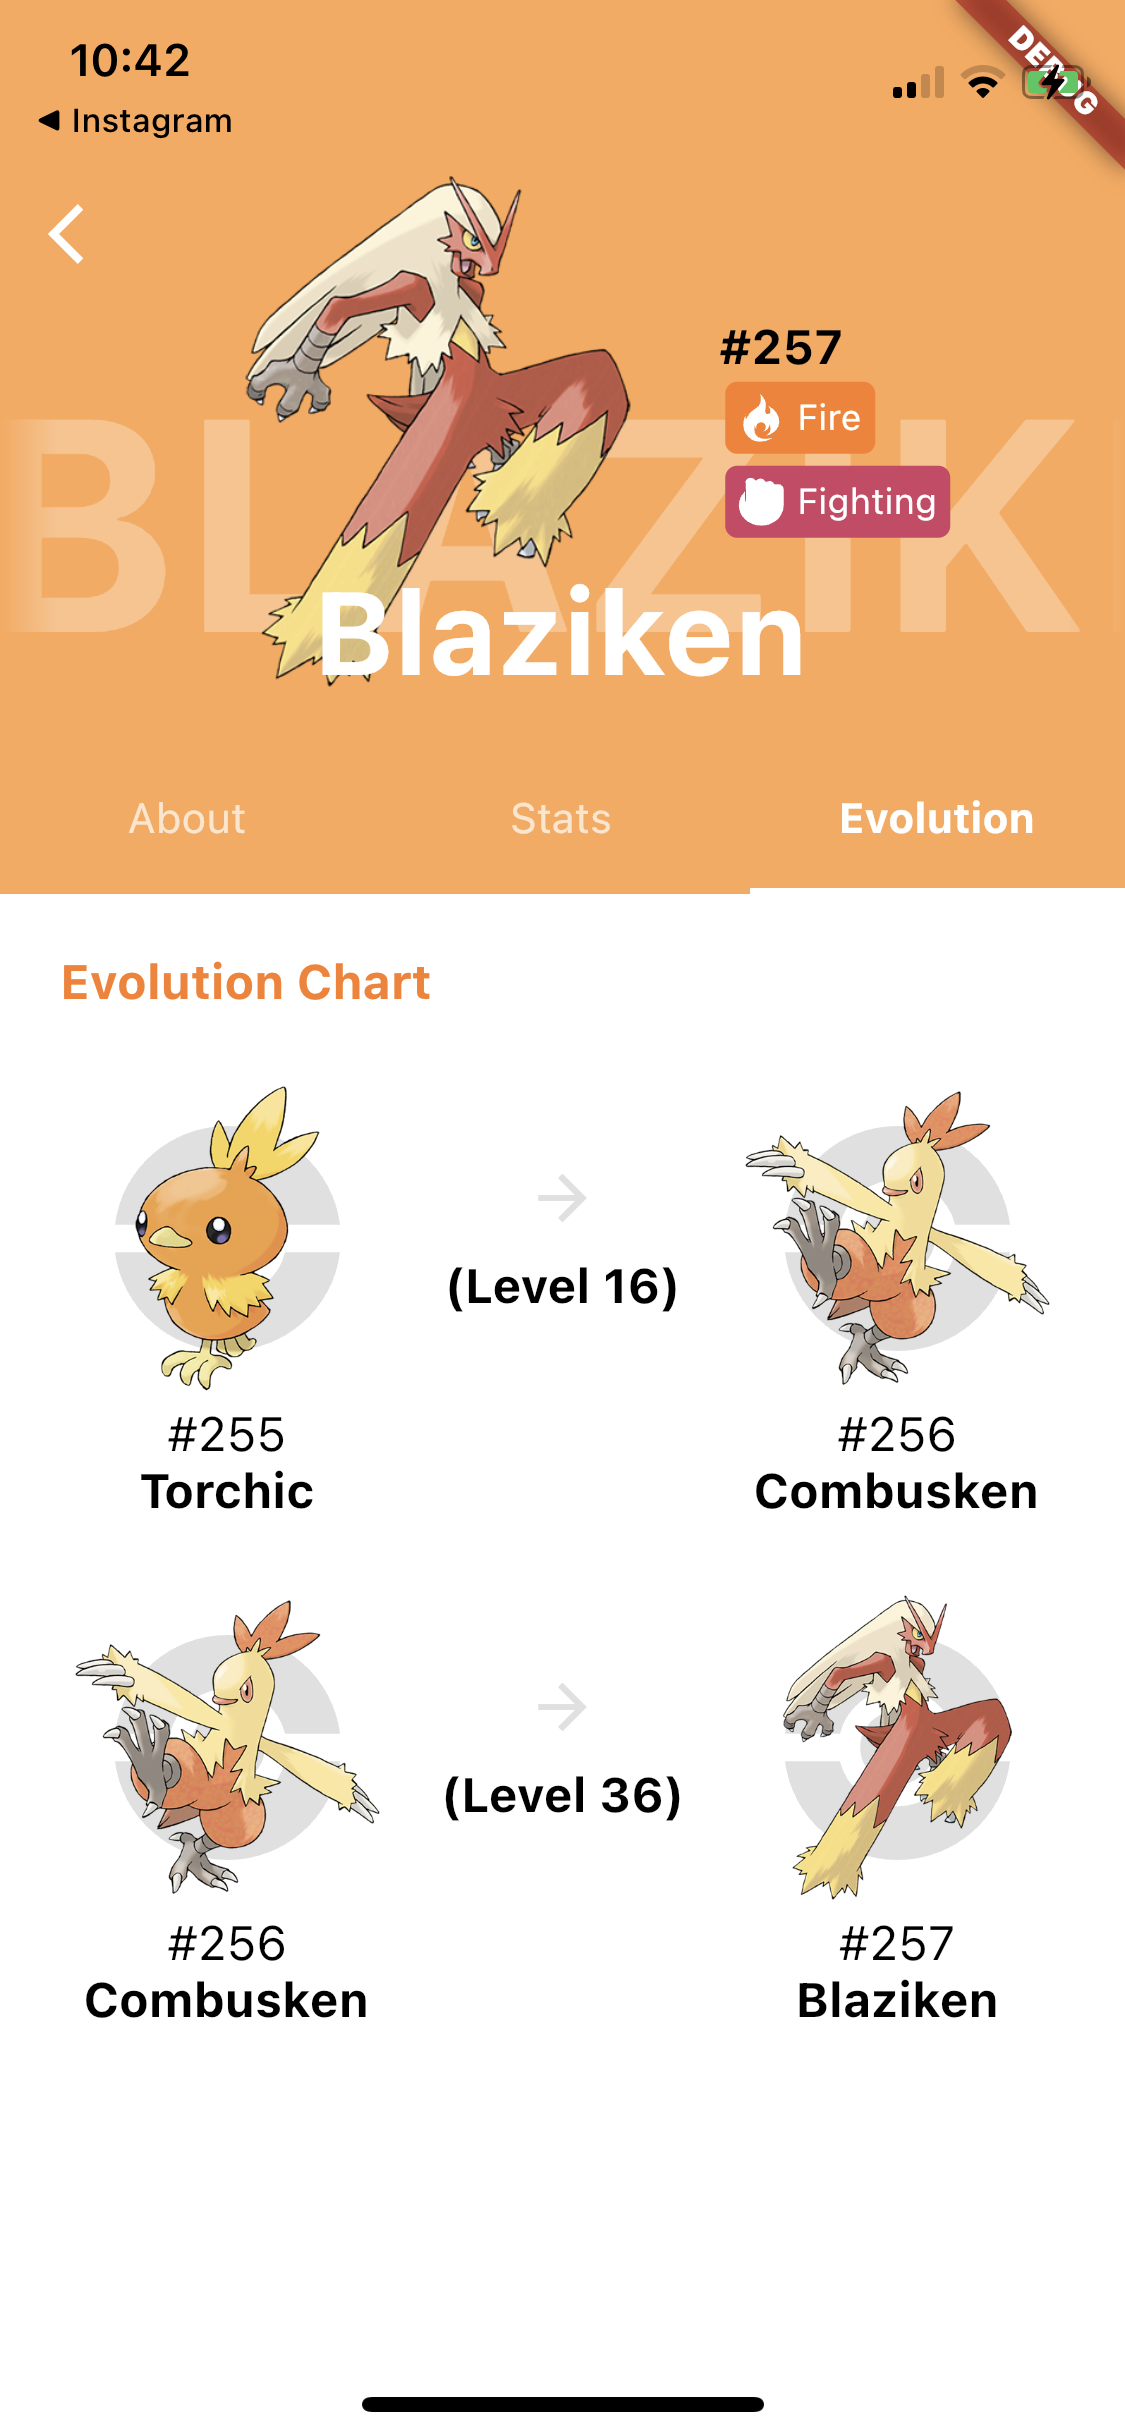 10:42
Instagram
DEBUG
#257
Fire
Fighting
BLAZIK
Blaziken
About
Stats
Evolution
Evolution Chart
(Level 16)
#255
Torchic
#256
Combusken
(Level 36)
#256
Combusken
#257
Blaziken